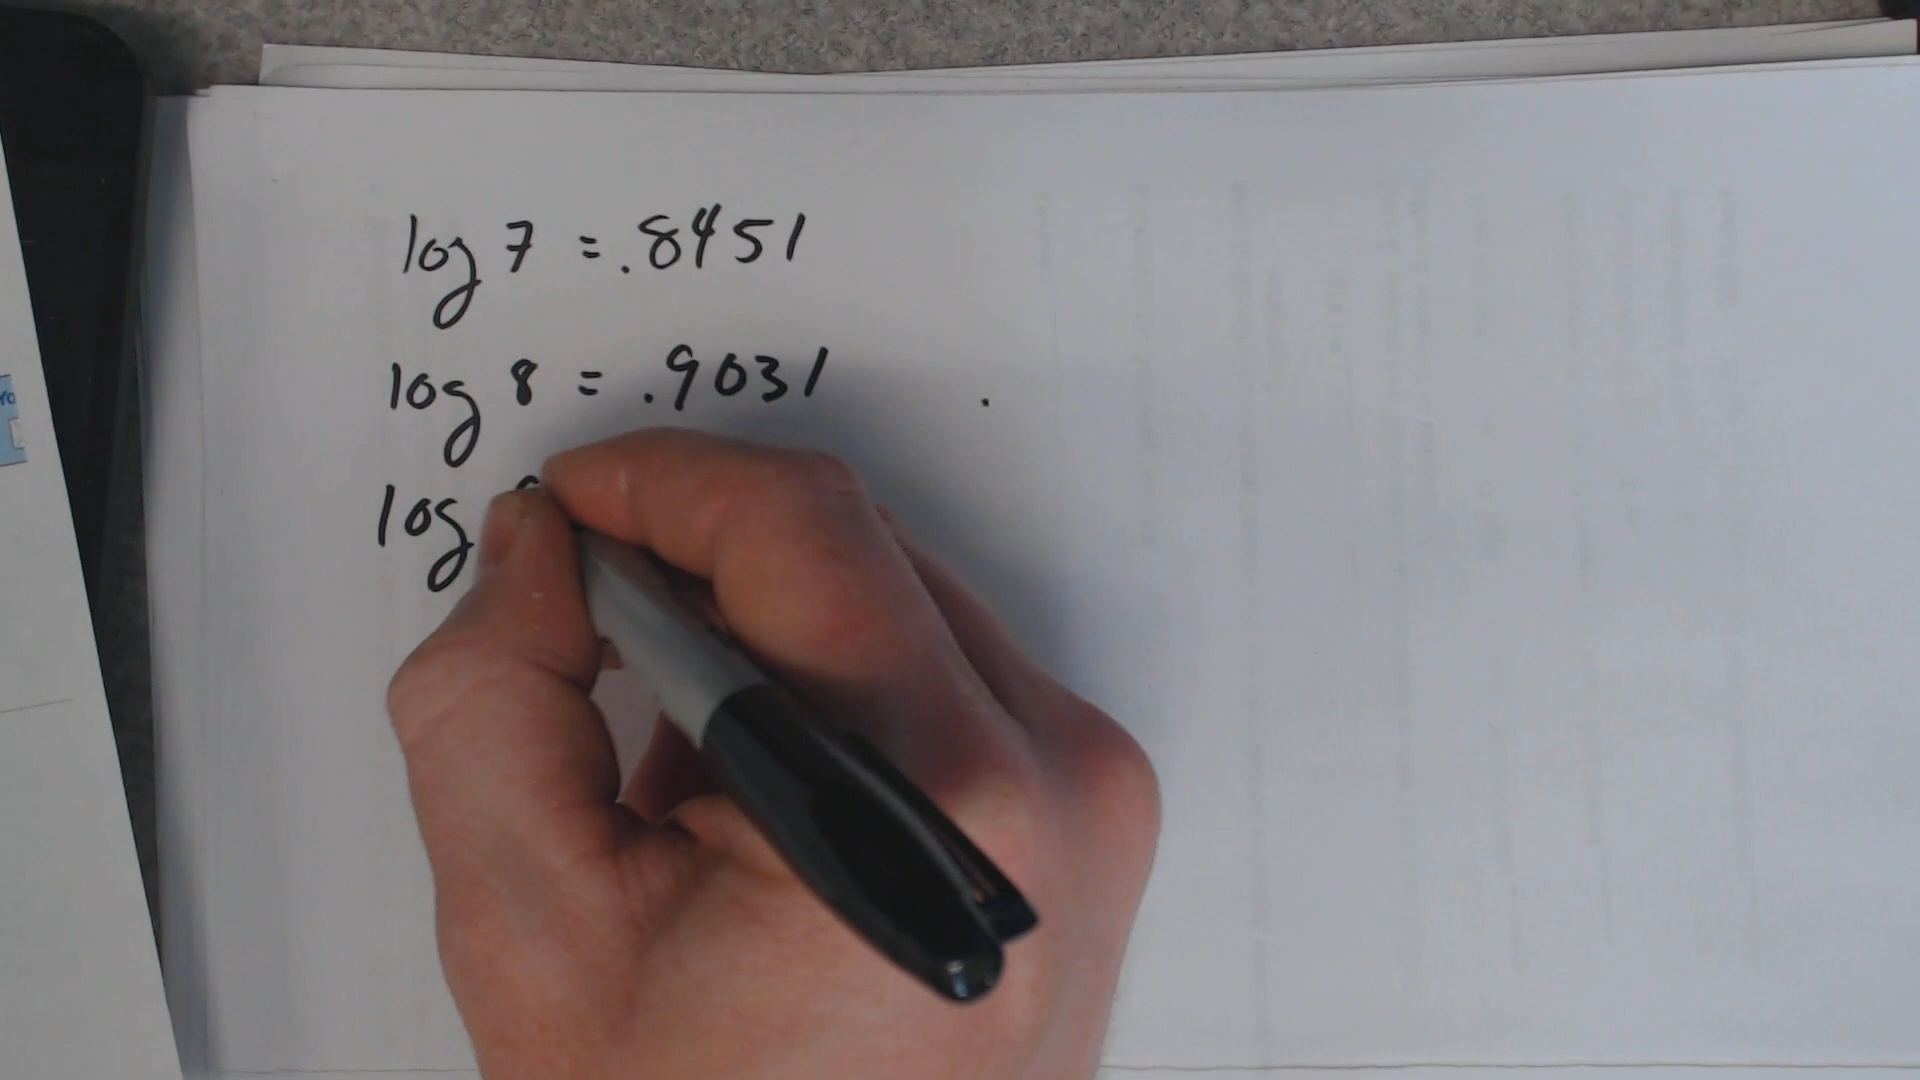 log 7 = .8451
log 8 = .9031
log